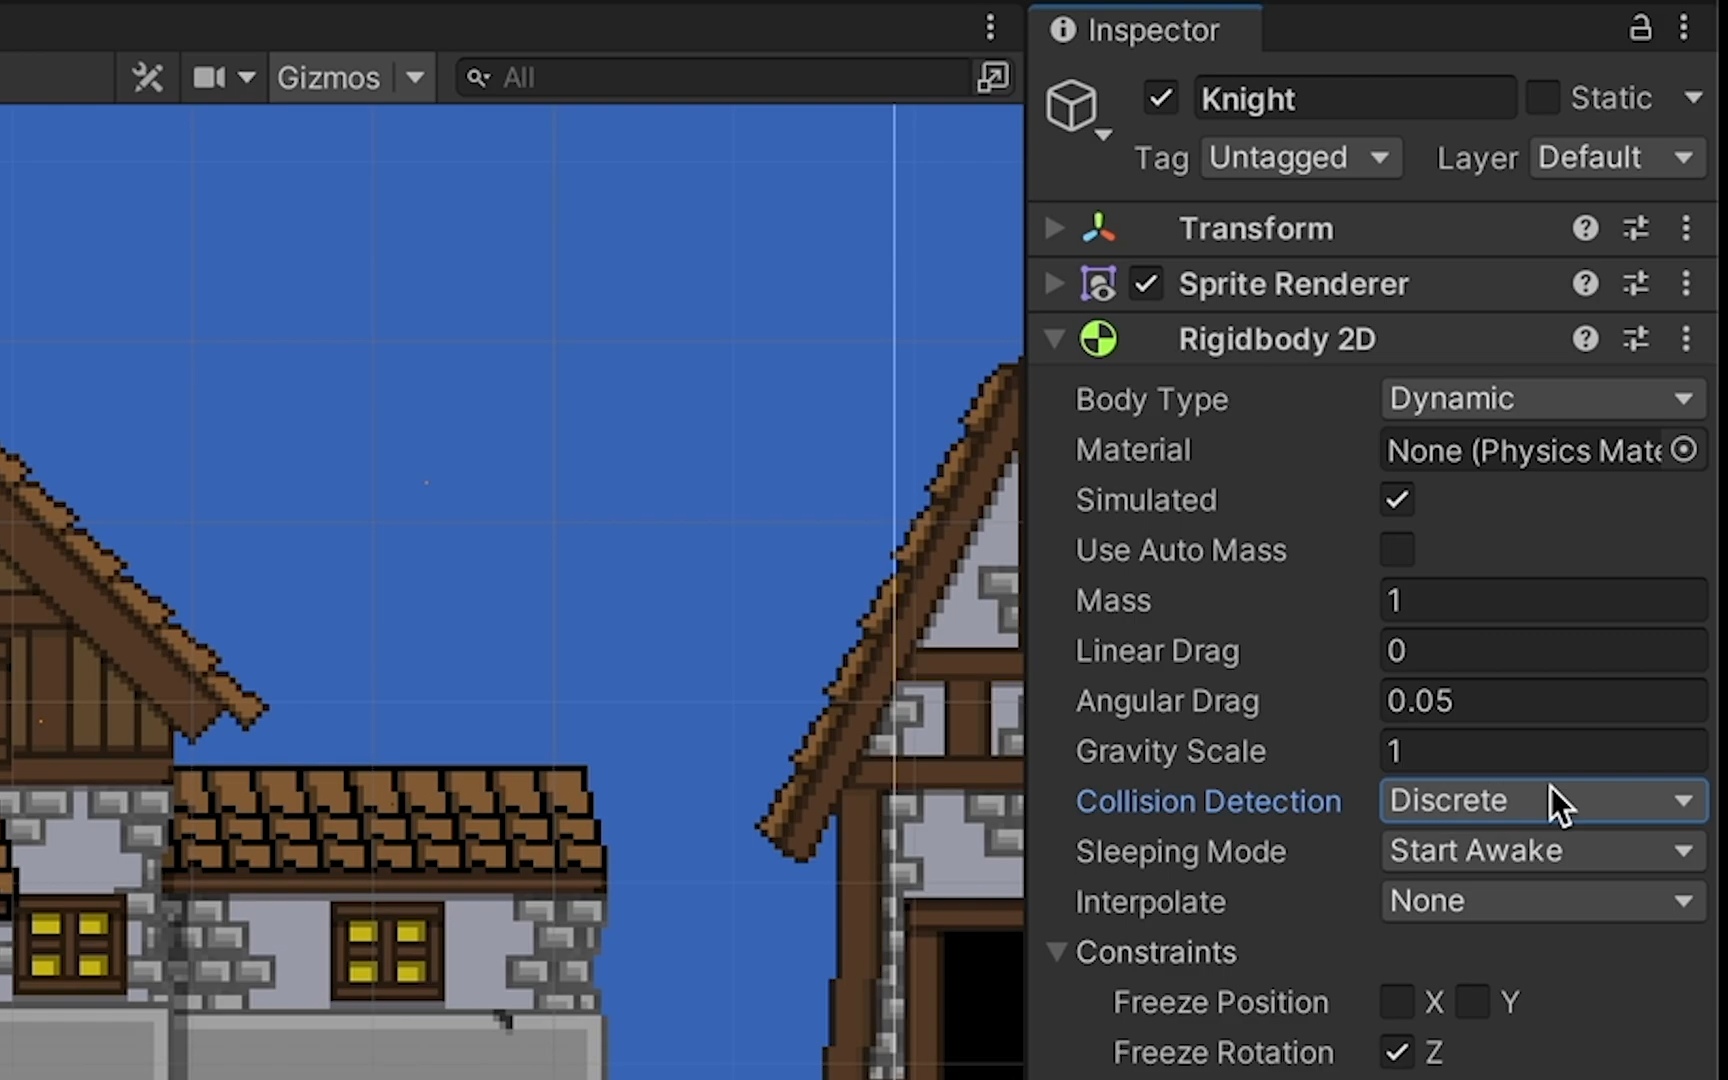 Inspector
Gizmos
All
Knight
Static
Tag
Untagged
Layer
Default
Transform
Sprite Renderer
Rigidbody 2D
Body Type
Dynamic
Material
None (Physics Mate
Simulated
Use Auto Mass
Mass
1
Linear Drag
0
Angular Drag
0.05
Gravity Scale
1
Collision Detection
Discrete
Sleeping Mode
Start Awake
Interpolate
None
Constraints
Freeze Position
X
Y
Freeze Rotation
Z